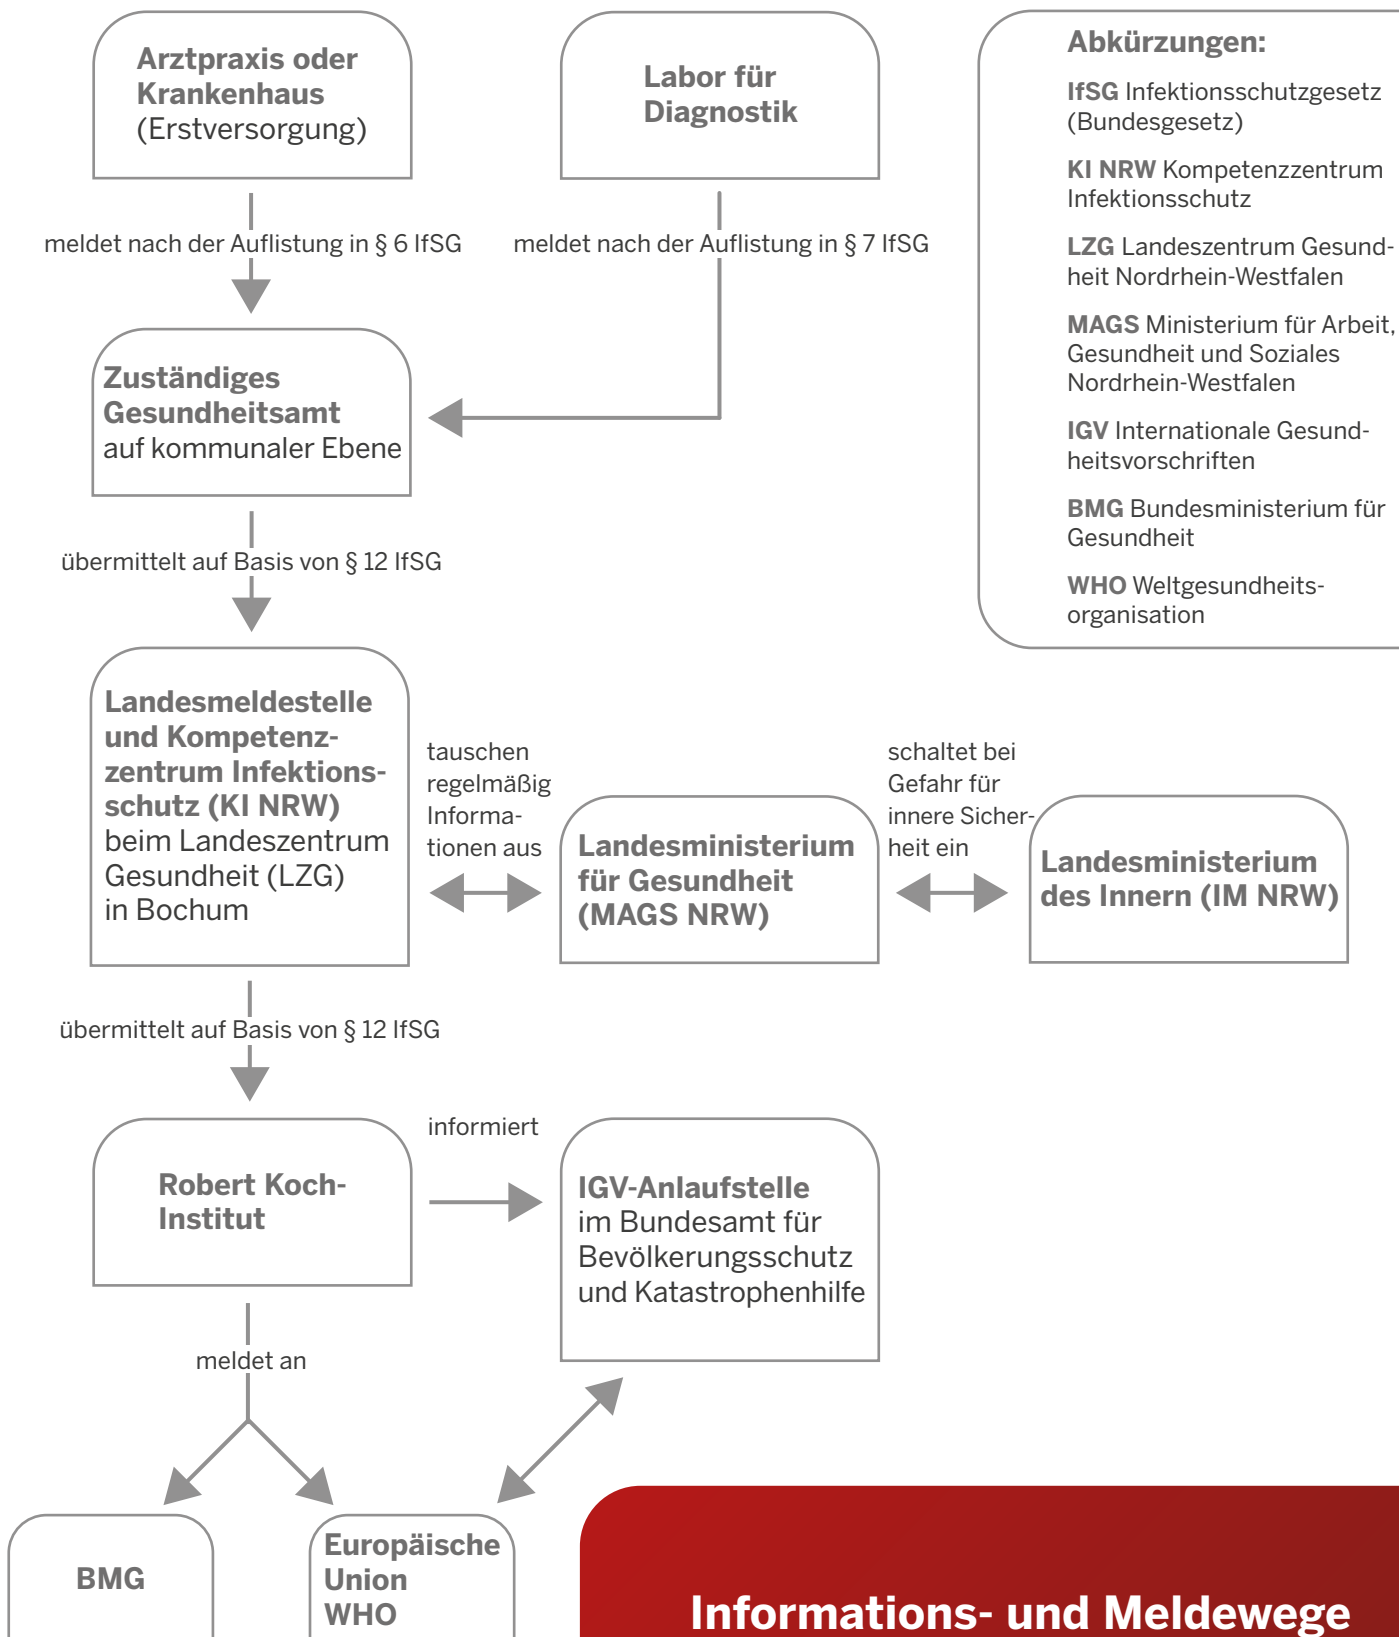 Arztpraxis oder
Krankenhaus
(Erstversorgung)
Labor für
Diagnostik
Abkürzungen:
IfSG Infektionsschutzgesetz
(Bundesgesetz)
KI NRW Kompetenzzentrum
Infektionsschutz
LZG Landeszentrum Gesund-
heit Nordrhein-Westfalen
MAGS Ministerium für Arbeit,
Gesundheit und Soziales
Nordrhein-Westfalen
IGV Internationale Gesund-
heitsvorschriften
BMG Bundesministerium für
Gesundheit
WHO Weltgesundheits-
organisation
meldet nach der Auflistung in § 6 IfSG
meldet nach der Auflistung in § 7 IfSG
Zuständiges
Gesundheitsamt
auf kommunaler Ebene
übermittelt auf Basis von § 12 IfSG
Landesmeldestelle
und Kompetenz-
zentrum Infektions-
schutz (KI NRW)
beim Landeszentrum
Gesundheit (LZG)
in Bochum
tauschen
regelmäßig
Informa-
tionen aus
Landesministerium
für Gesundheit
(MAGS NRW)
schaltet bei
Gefahr für
innere Sicher-
heit ein
Landesministerium
des Innern (IM NRW)
übermittelt auf Basis von § 12 IfSG
Robert Koch-
Institut
informiert
IGV-Anlaufstelle
im Bundesamt für
Bevölkerungsschutz
und Katastrophenhilfe
meldet an
BMG
Europäische
Union
WHO
Informations- und Meldewege